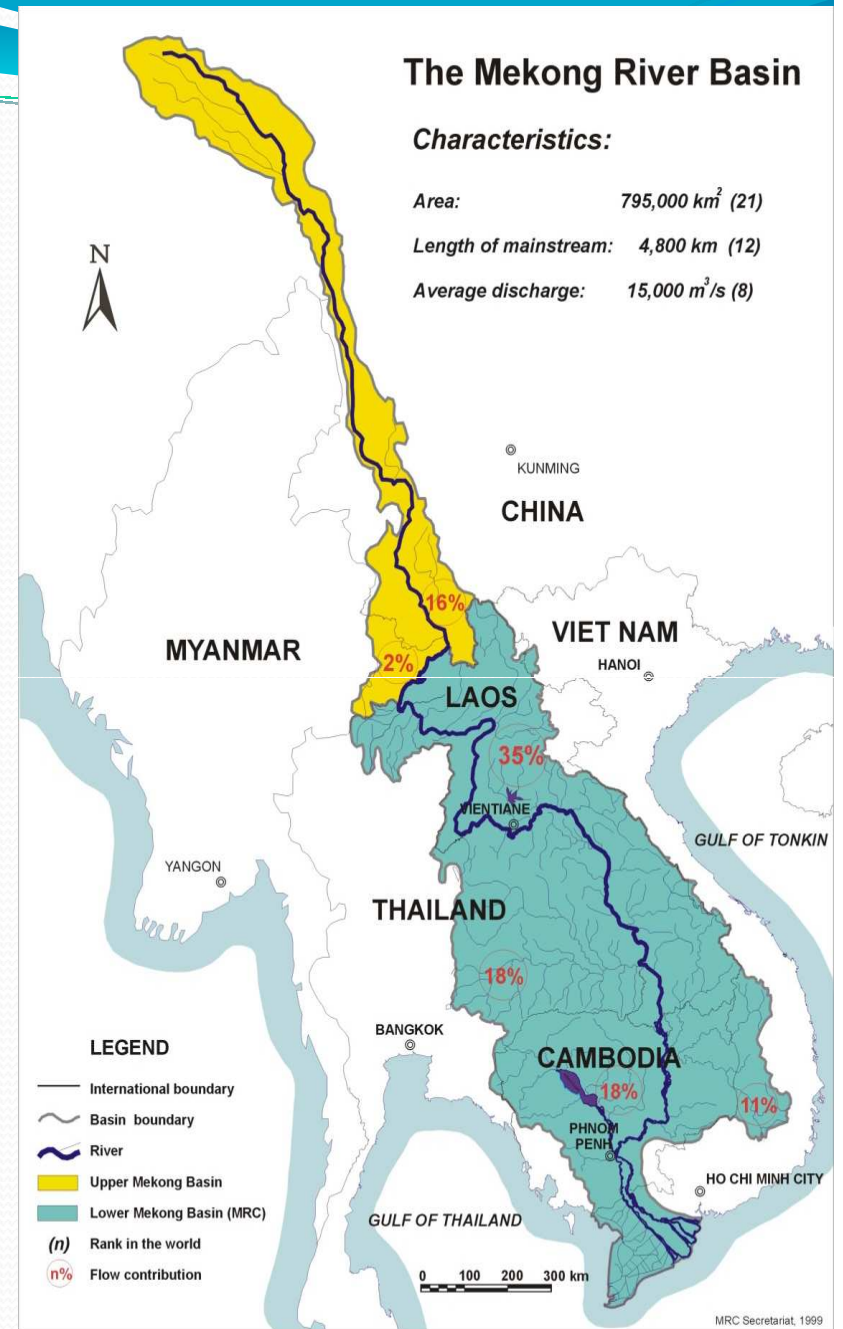 The Mekong River Basin
Characteristics:
Area: 795,000 km² (21)
Length of mainstream: 4,800 km (12)
Average discharge: 15,000 m³/s (8)
N
KUNMING
CHINA
16%
VIET NAM
MYANMAR
2%
HANOI
LAOS
35%
VIENTIANE
GULF OF TONKIN
YANGON
THAILAND
18%
BANGKOK
CAMBODIA
18%
11%
PHNOM
PENH
HO CHI MINH CITY
GULF OF THAILAND
LEGEND
International boundary
Basin boundary
River
Upper Mekong Basin
Lower Mekong Basin (MRC)
(n) Rank in the world
n% Flow contribution
0 100 200 300 km
MRC Secretariat, 1999